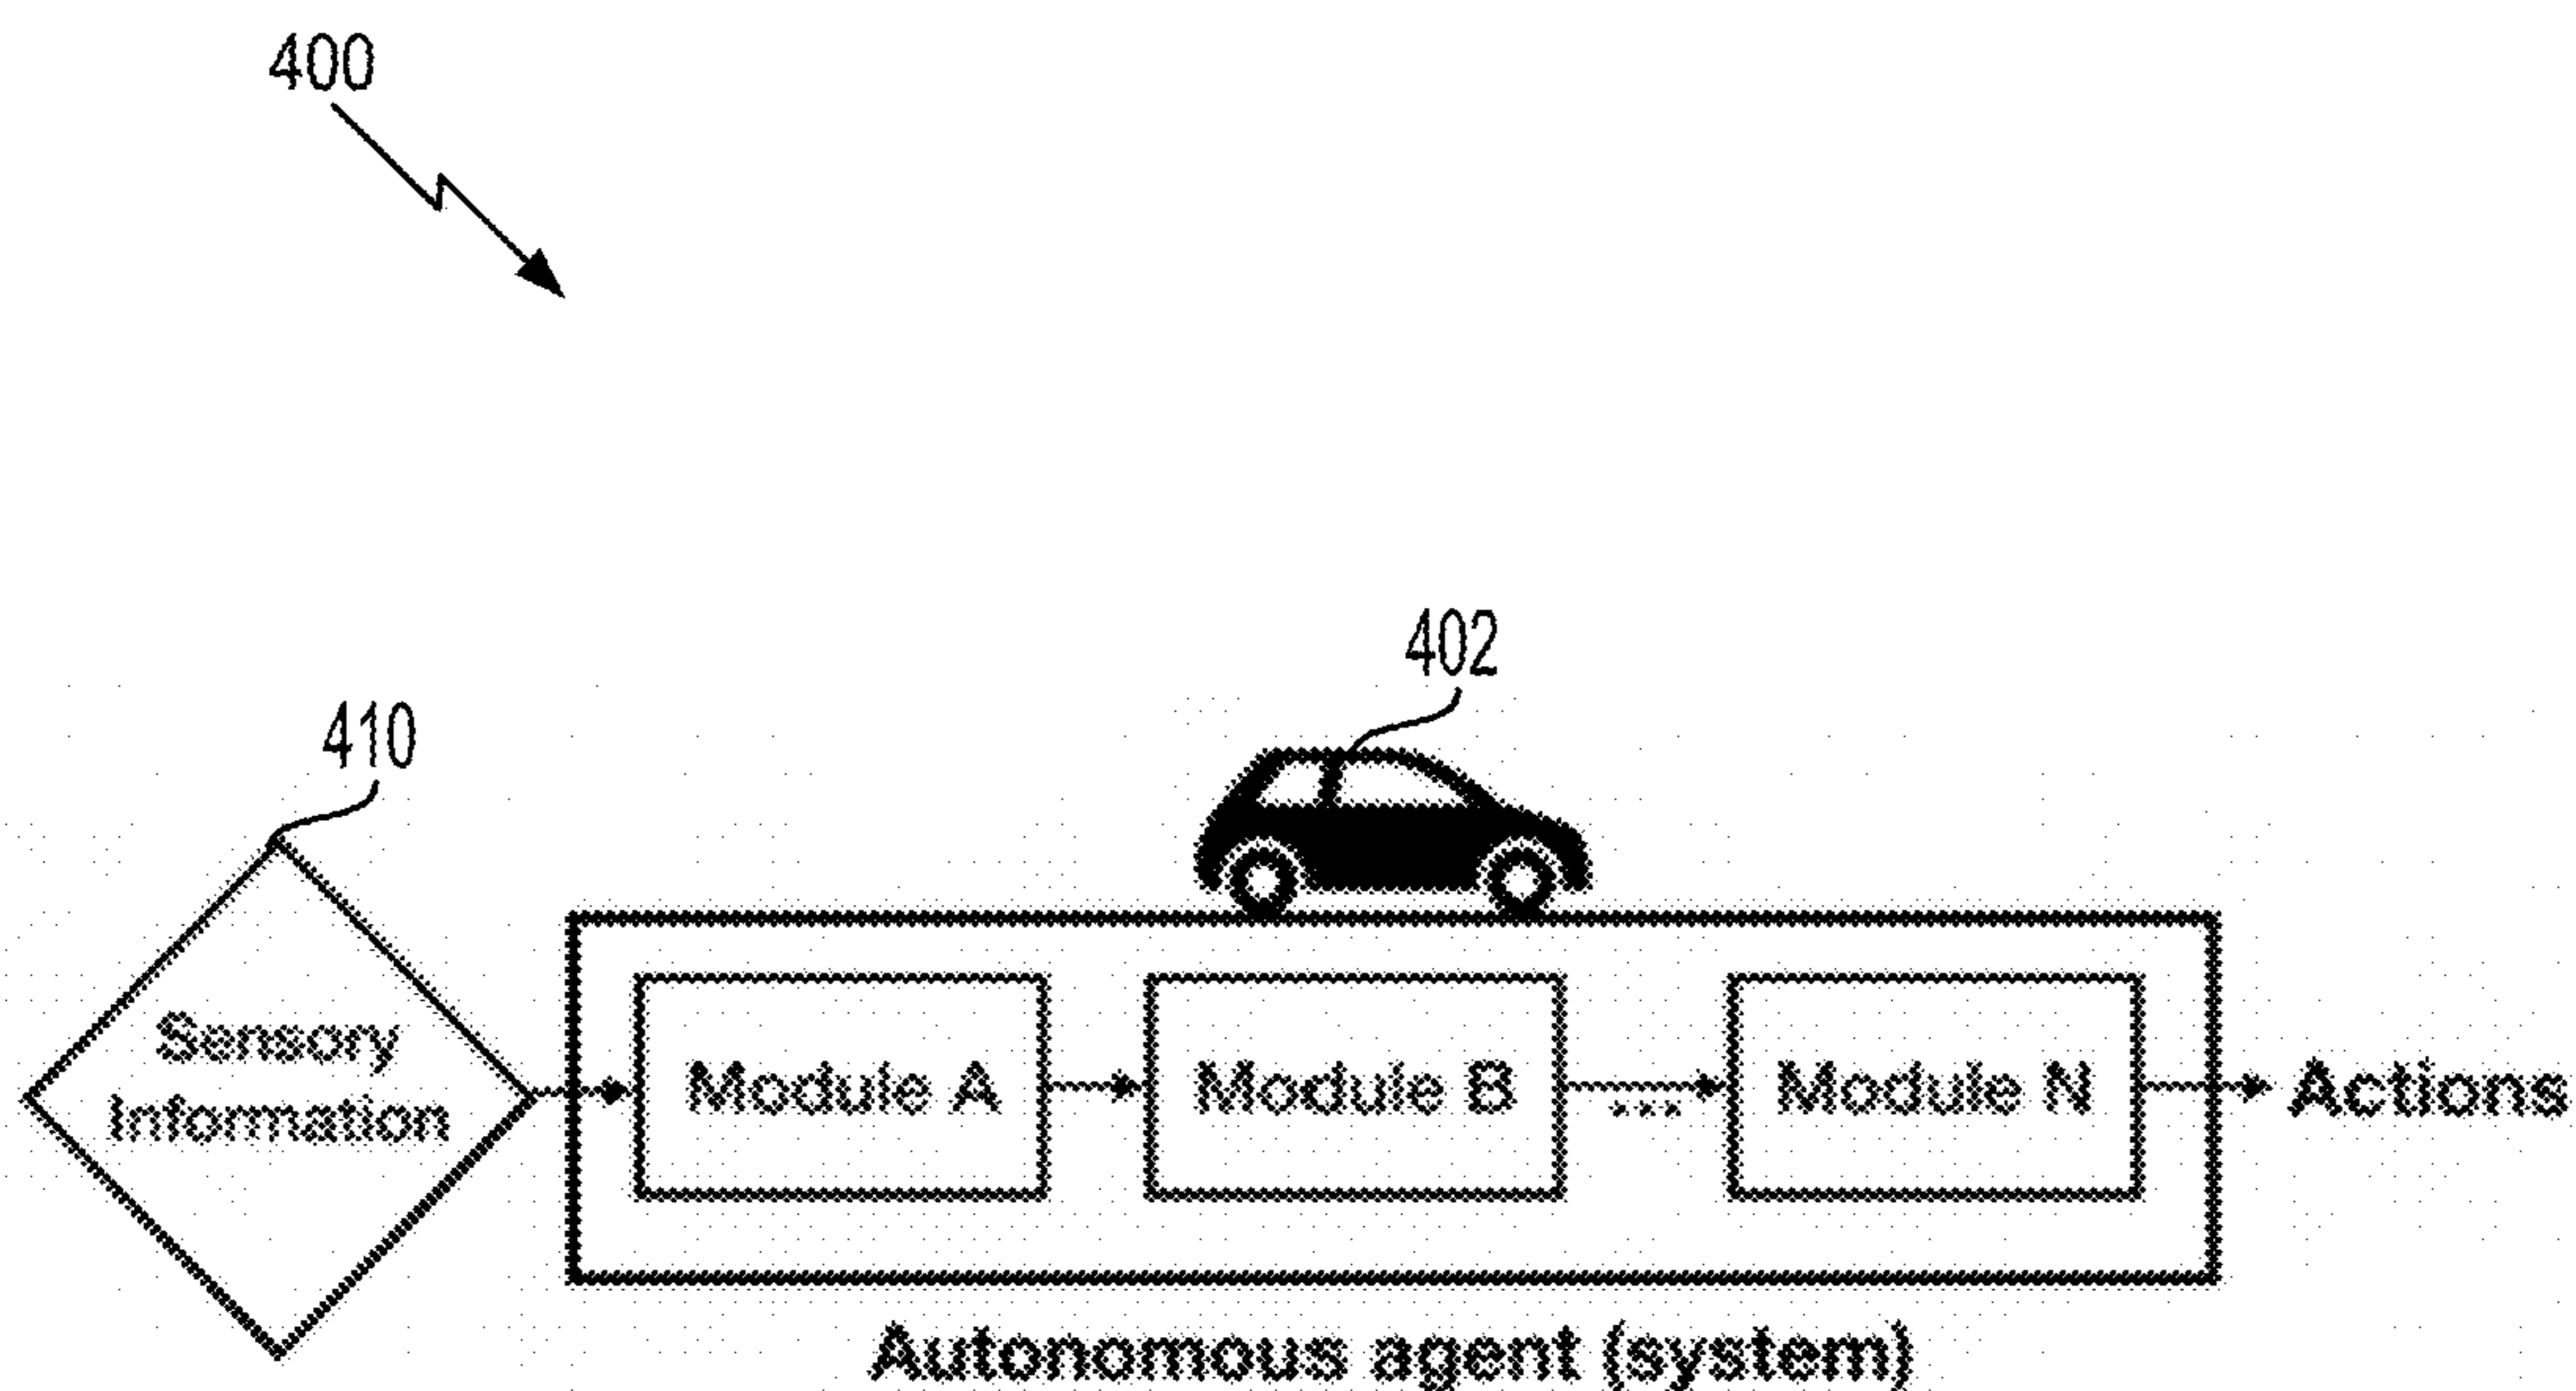 400
402
410
Sensory
Information
Module A
Module B
...
Module N
Actions
Autonomous agent (system)